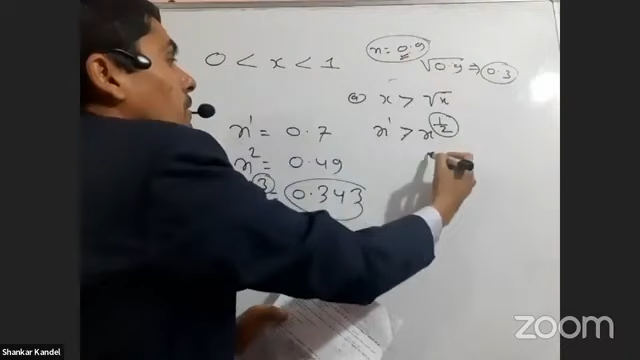 0 < x < 1
x = 0.9
√0.9 ⇒ 0.3
(a) x > √x
x¹ = 0.7
x¹ > x^1/2
x² = 0.49
3 = 0.343
zoom
Shankar Kandel